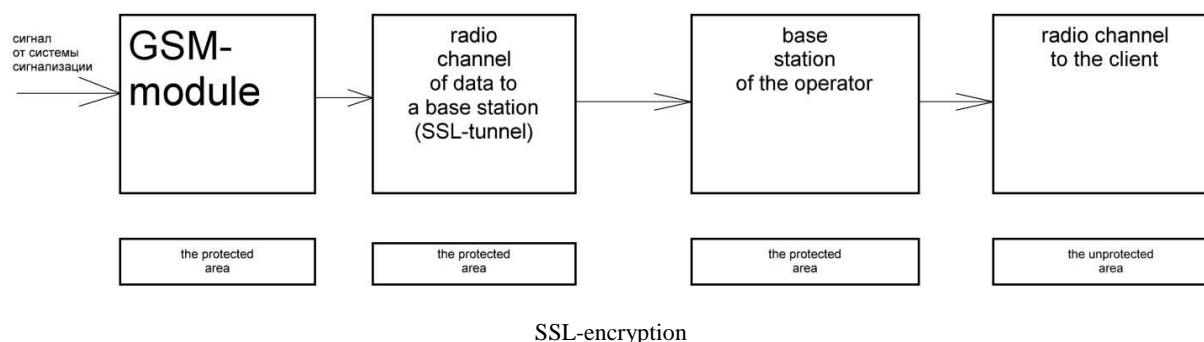 сигнал
от системы
сигнализации
GSM-
module
radio
channel
of data to
a base station
(SSL-tunnel)
base
station
of the operator
radio channel
to the client
the protected
area
the protected
area
the protected
area
the unprotected
area
SSL-encryption